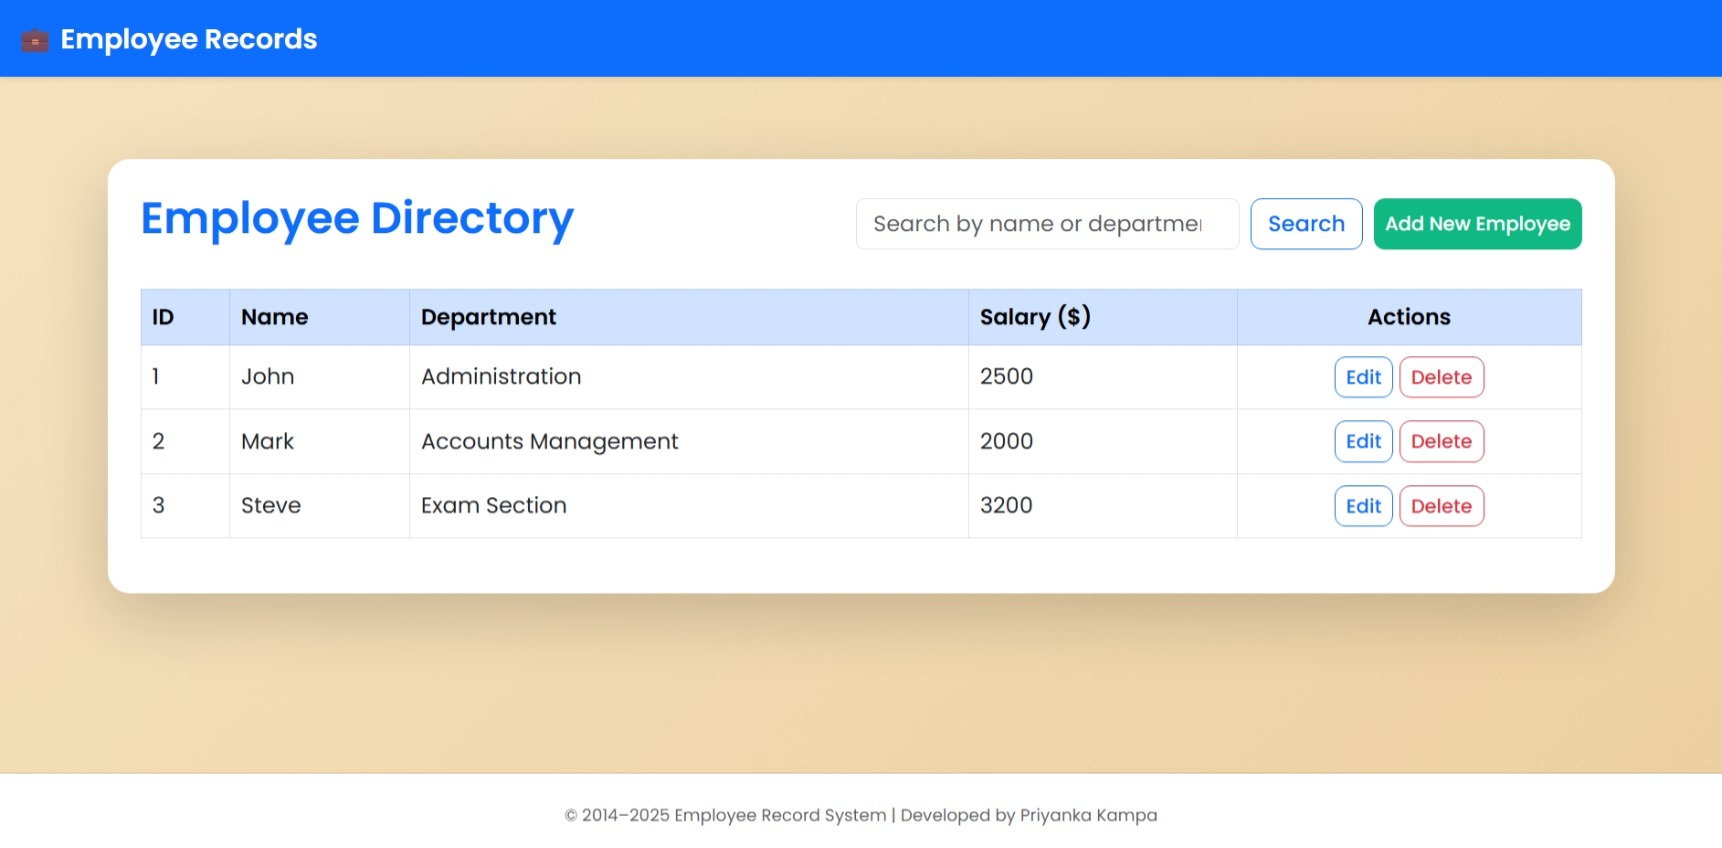 Employee Records
Employee Directory
Search by name or departme
Search
Add New Employee
ID Name Department Salary ($) Actions
1 John Administration 2500 Edit Delete
2 Mark Accounts Management 2000 Edit Delete
3 Steve Exam Section 3200 Edit Delete
© 2014–2025 Employee Record System | Developed by Priyanka Kampa